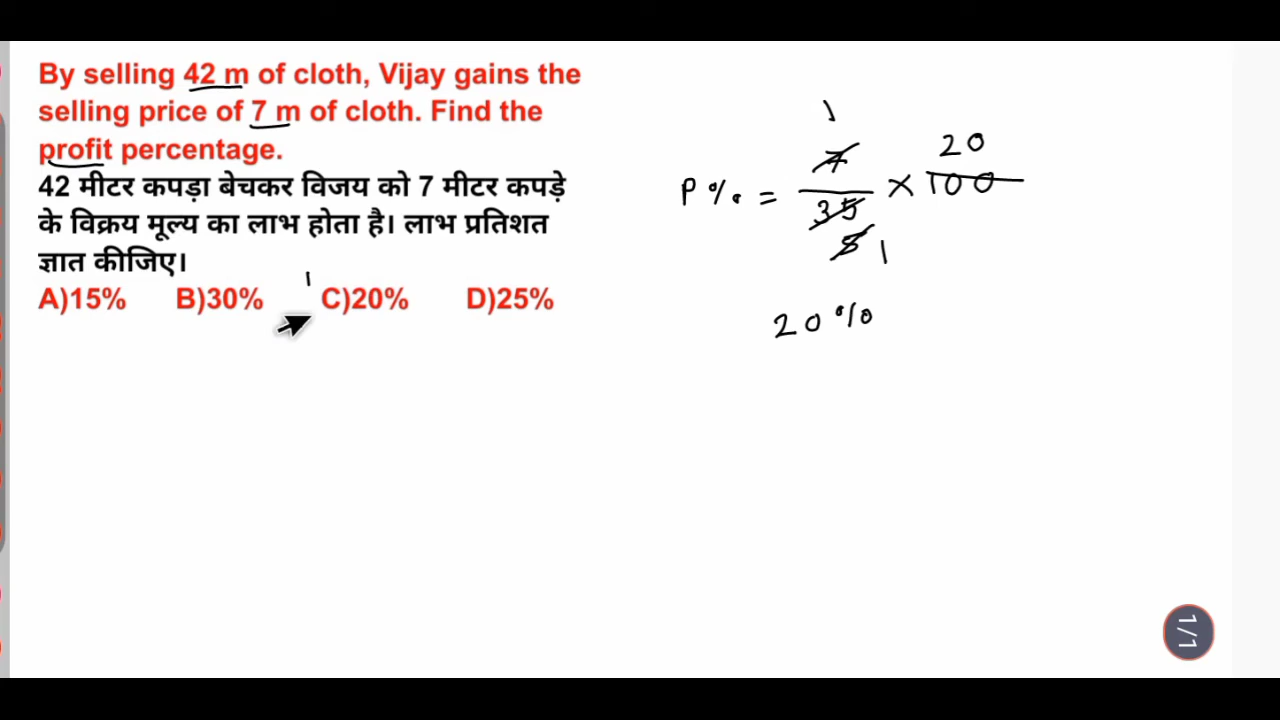 By selling 42 m of cloth, Vijay gains the
selling price of 7 m of cloth. Find the
profit percentage.
42 मीटर कपड़ा बेचकर विजय को 7 मीटर कपड़े
के विक्रय मूल्य का लाभ होता है। लाभ प्रतिशत
ज्ञात कीजिए।
A)15% B)30% C)20% D)25%
1
7 20
P% = — × 100
35
5 1
20%
1/1